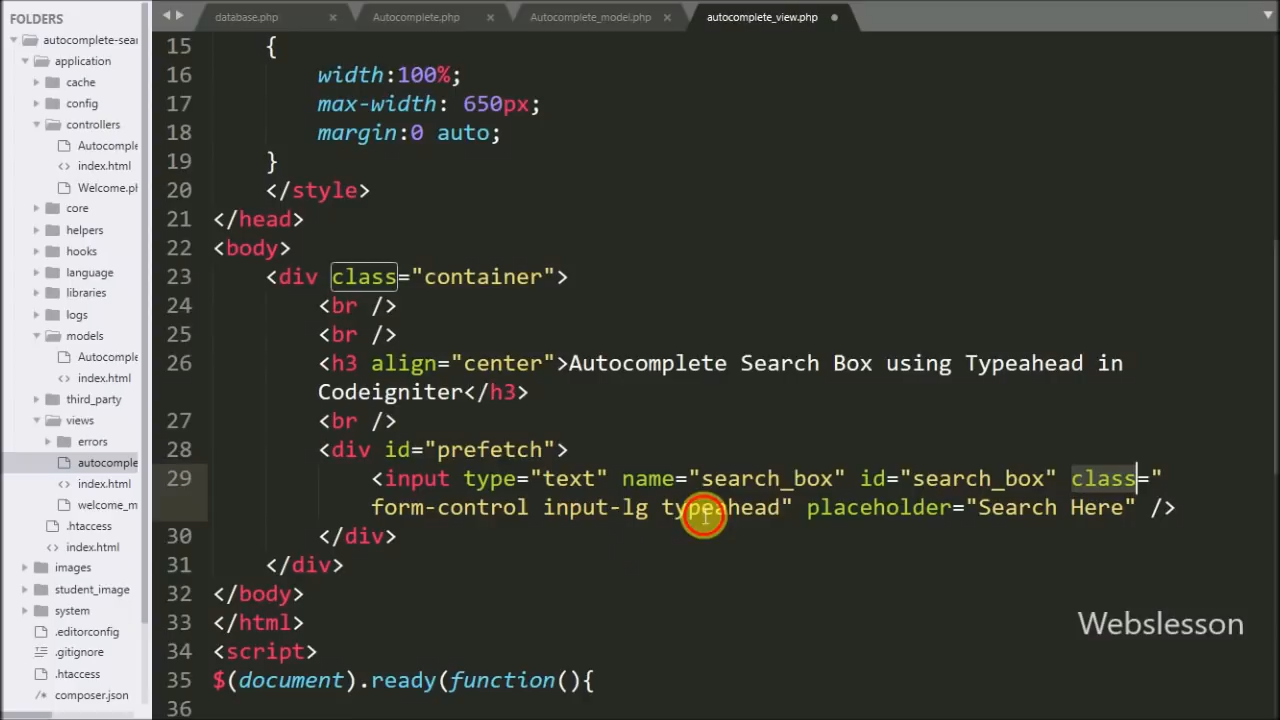 FOLDERS
autocomplete-sear
application
cache
config
controllers
Autocomple
index.html
Welcome.ph
core
helpers
hooks
language
libraries
logs
models
Autocomple
index.html
third_party
views
errors
autocomple
index.html
welcome_m
.htaccess
index.html
images
student_image
system
.editorconfig
.gitignore
.htaccess
composer.json
database.php
Autocomplete.php
Autocomplete_model.php
autocomplete_view.php
15 {
16 width:100%;
17 max-width: 650px;
18 margin:0 auto;
19 }
20 </style>
21 </head>
22 <body>
23 <div class="container">
24 <br />
25 <br />
26 <h3 align="center">Autocomplete Search Box using Typeahead in
Codeigniter</h3>
27 <br />
28 <div id="prefetch">
29 <input type="text" name="search_box" id="search_box" class="
form-control input-lg typeahead" placeholder="Search Here" />
30 </div>
31 </div>
32 </body>
33 </html>
34 <script>
35 $(document).ready(function(){
36
Webslesson